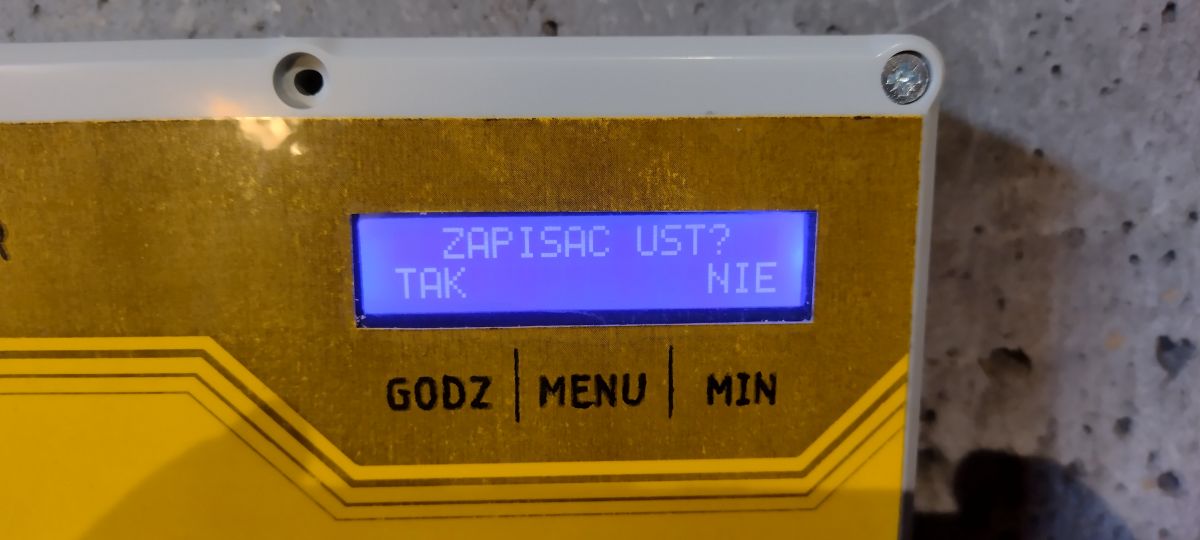 ZAPISAC UST?
TAK NIE
GODZ | MENU | MIN